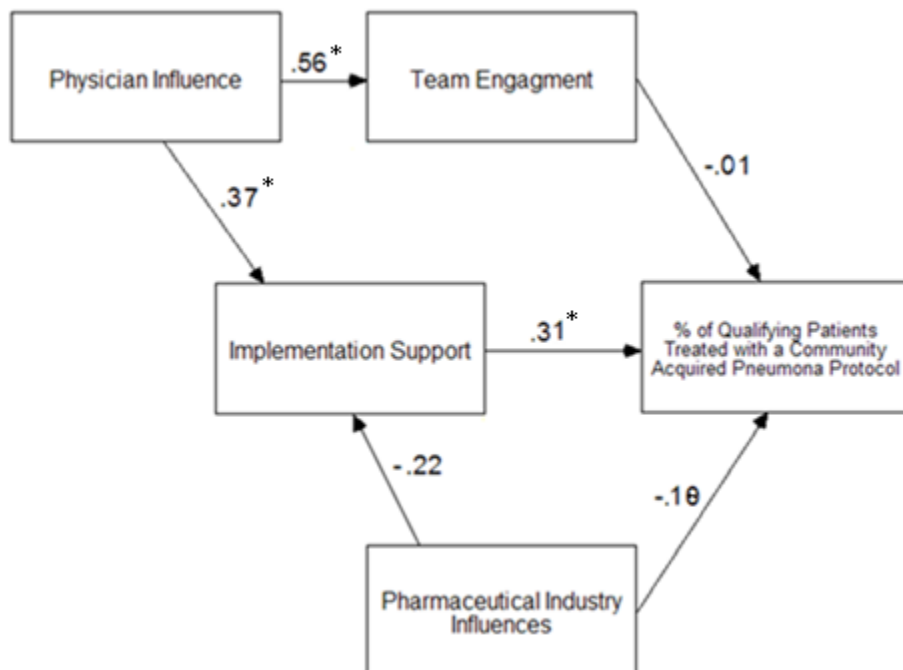 Physician Influence
.56*
Team Engagment
.37*
-.01
Implementation Support
.31*
% of Qualifying Patients
Treated with a Community
Acquired Pneumona Protocol
-.22
Pharmaceutical Industry
Influences